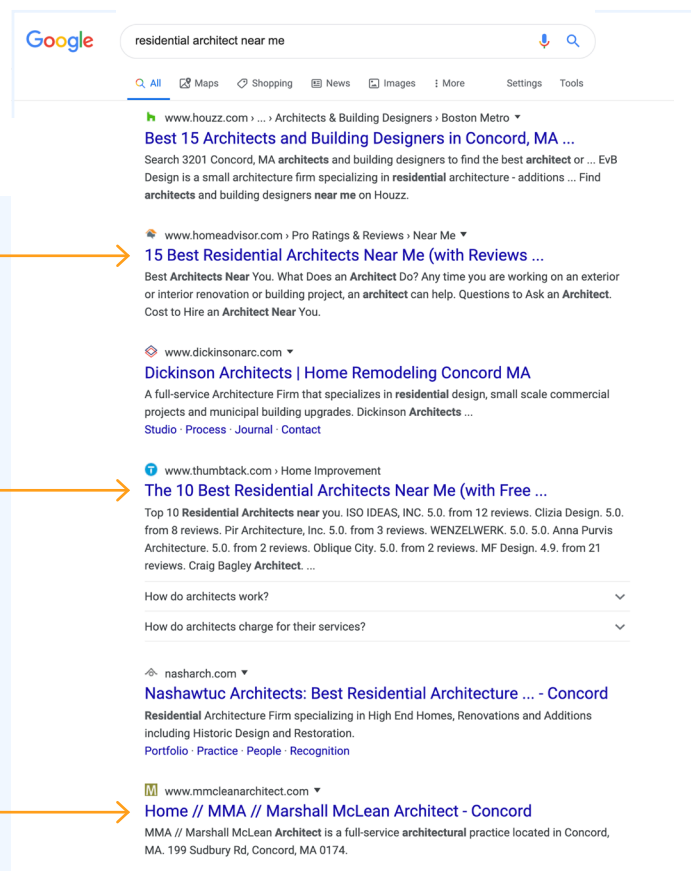 Google
residential architect near me
All Maps Shopping News Images More Settings Tools
www.houzz.com › ... › Architects & Building Designers › Boston Metro
Best 15 Architects and Building Designers in Concord, MA ...
Search 3201 Concord, MA architects and building designers to find the best architect or ... EvB
Design is a small architecture firm specializing in residential architecture - additions ... Find
architects and building designers near me on Houzz.
www.homeadvisor.com › Pro Ratings & Reviews › Near Me
15 Best Residential Architects Near Me (with Reviews ...
Best Architects Near You. What Does an Architect Do? Any time you are working on an exterior
or interior renovation or building project, an architect can help. Questions to Ask an Architect.
Cost to Hire an Architect Near You.
www.dickinsonarc.com
Dickinson Architects | Home Remodeling Concord MA
A full-service Architecture Firm that specializes in residential design, small scale commercial
projects and municipal building upgrades. Dickinson Architects ...
Studio · Process · Journal · Contact
www.thumbtack.com › Home Improvement
The 10 Best Residential Architects Near Me (with Free ...
Top 10 Residential Architects near you. ISO IDEAS, INC. 5.0. from 12 reviews. Clizia Design. 5.0.
from 8 reviews. Pir Architecture, Inc. 5.0. from 3 reviews. WENZELWERK. 5.0. 5.0. Anna Purvis
Architecture. 5.0. from 2 reviews. Oblique City. 5.0. from 2 reviews. MF Design. 4.9. from 21
reviews. Craig Bagley Architect. ...
How do architects work?
How do architects charge for their services?
nasharch.com
Nashawtuc Architects: Best Residential Architecture ... - Concord
Residential Architecture Firm specializing in High End Homes, Renovations and Additions
including Historic Design and Restoration.
Portfolio · Practice · People · Recognition
M www.mmcleanarchitect.com
Home // MMA // Marshall McLean Architect - Concord
MMA // Marshall McLean Architect is a full-service architectural practice located in Concord,
MA. 199 Sudbury Rd, Concord, MA 0174.